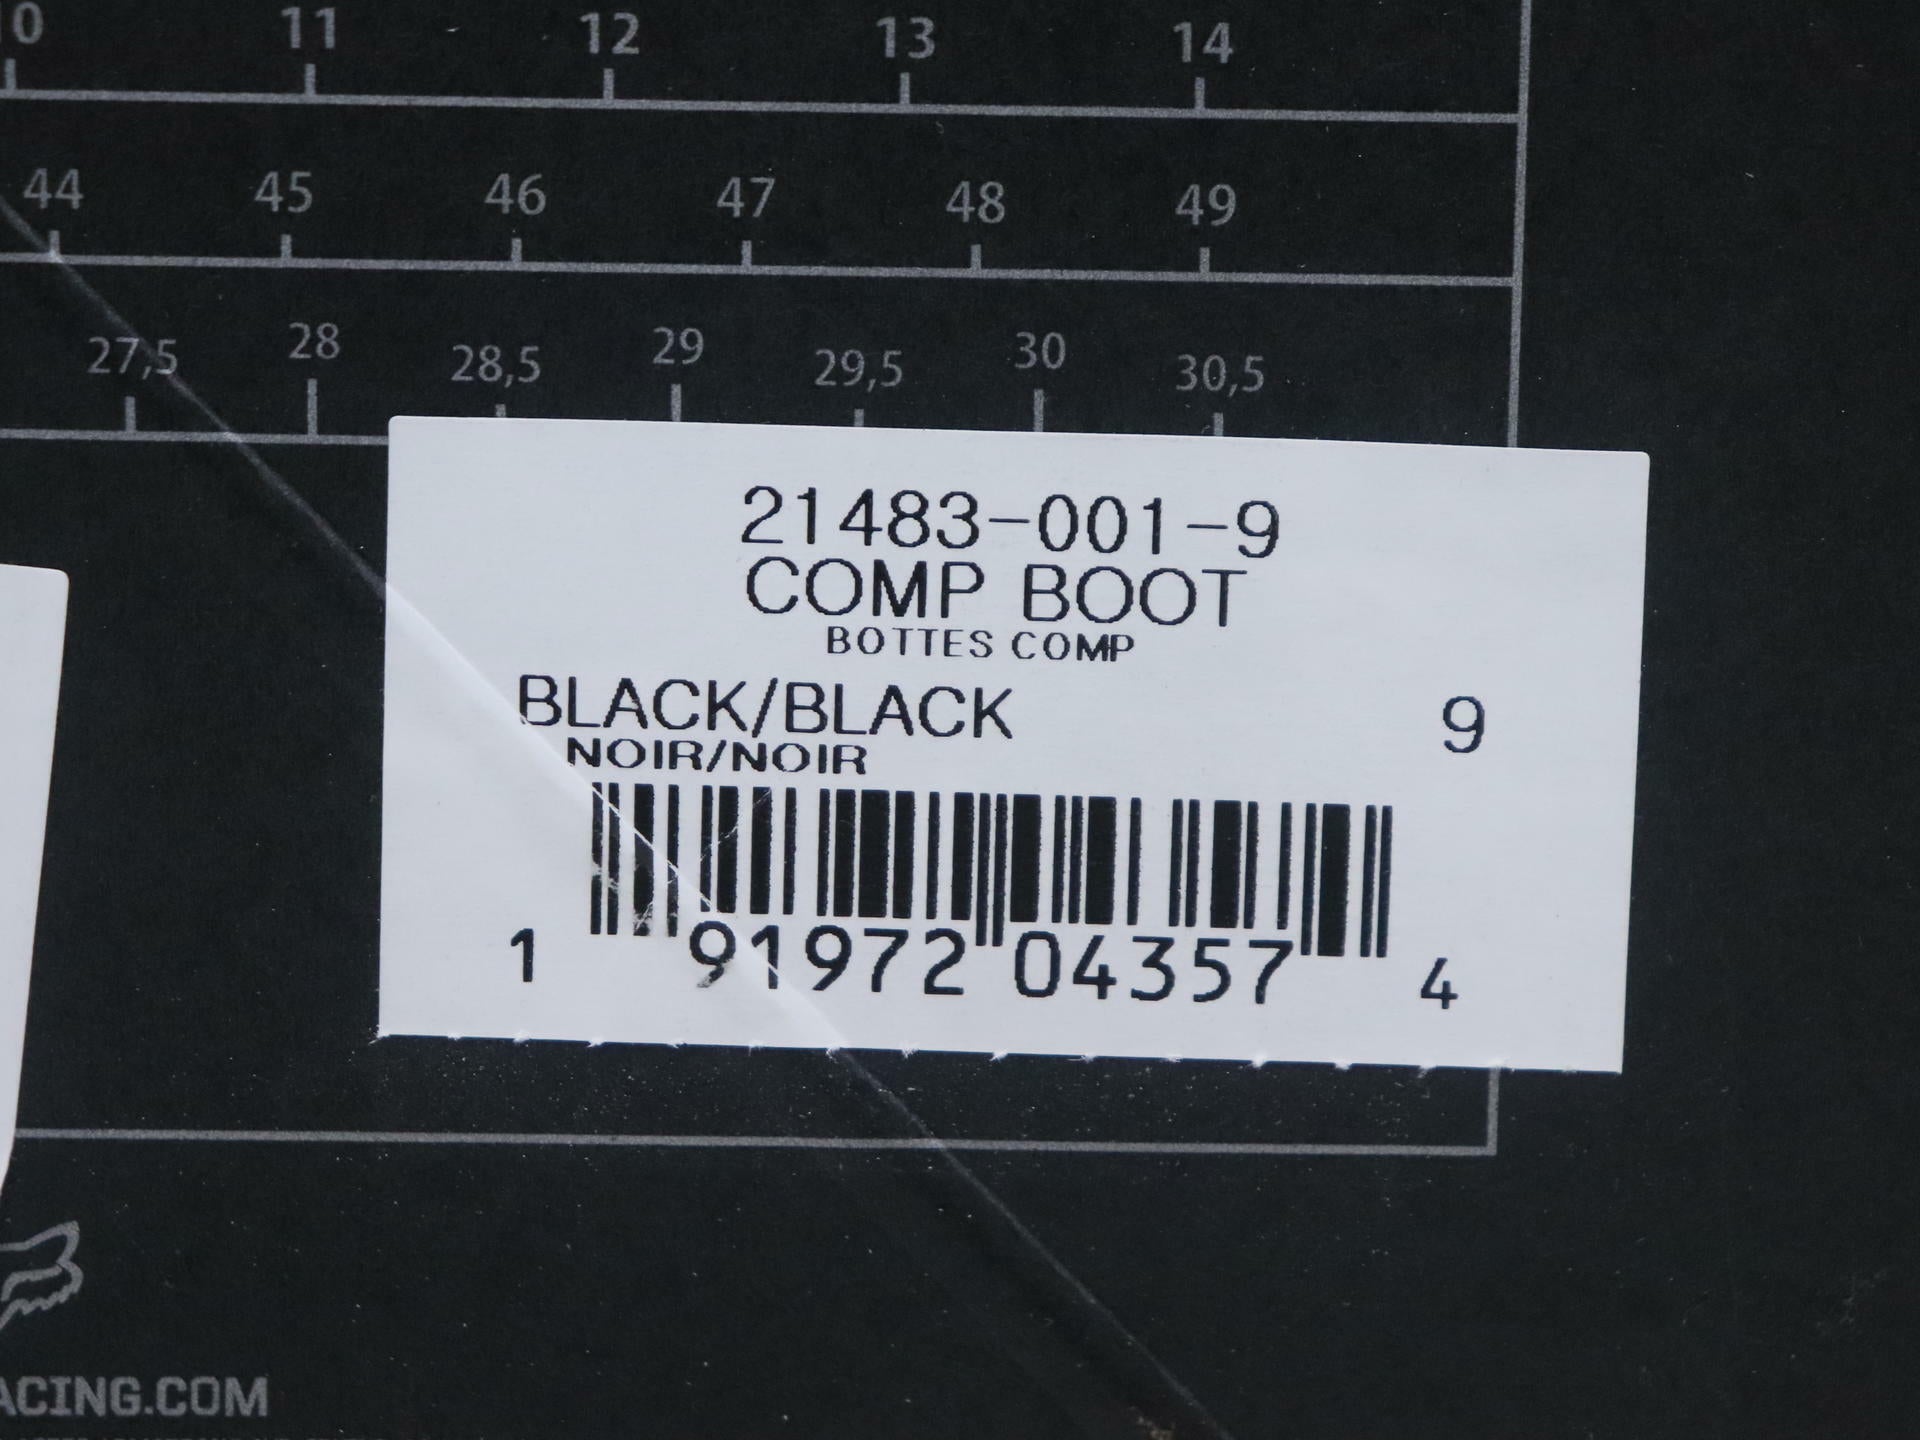 10 11 12 13 14
44 45 46 47 48 49
27,5 28 28,5 29 29,5 30 30,5
21483-001-9
COMP BOOT
BOTTES COMP
BLACK/BLACK 9
NOIR/NOIR
1 91972 04357 4
ACING.COM